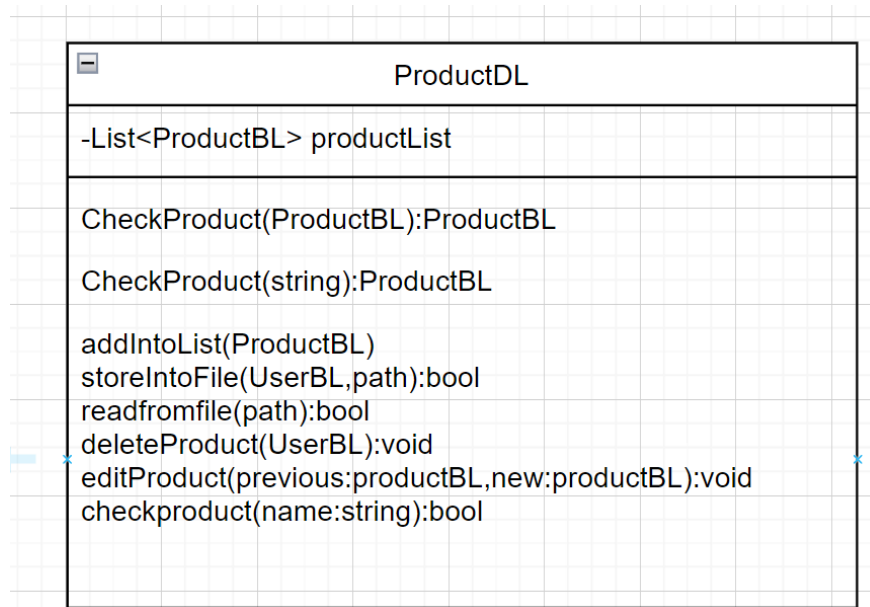 ProductDL
-List<ProductBL> productList
CheckProduct(ProductBL):ProductBL
CheckProduct(string):ProductBL
addIntoList(ProductBL)
storeIntoFile(UserBL,path):bool
readfromfile(path):bool
deleteProduct(UserBL):void
editProduct(previous:productBL,new:productBL):void
checkproduct(name:string):bool